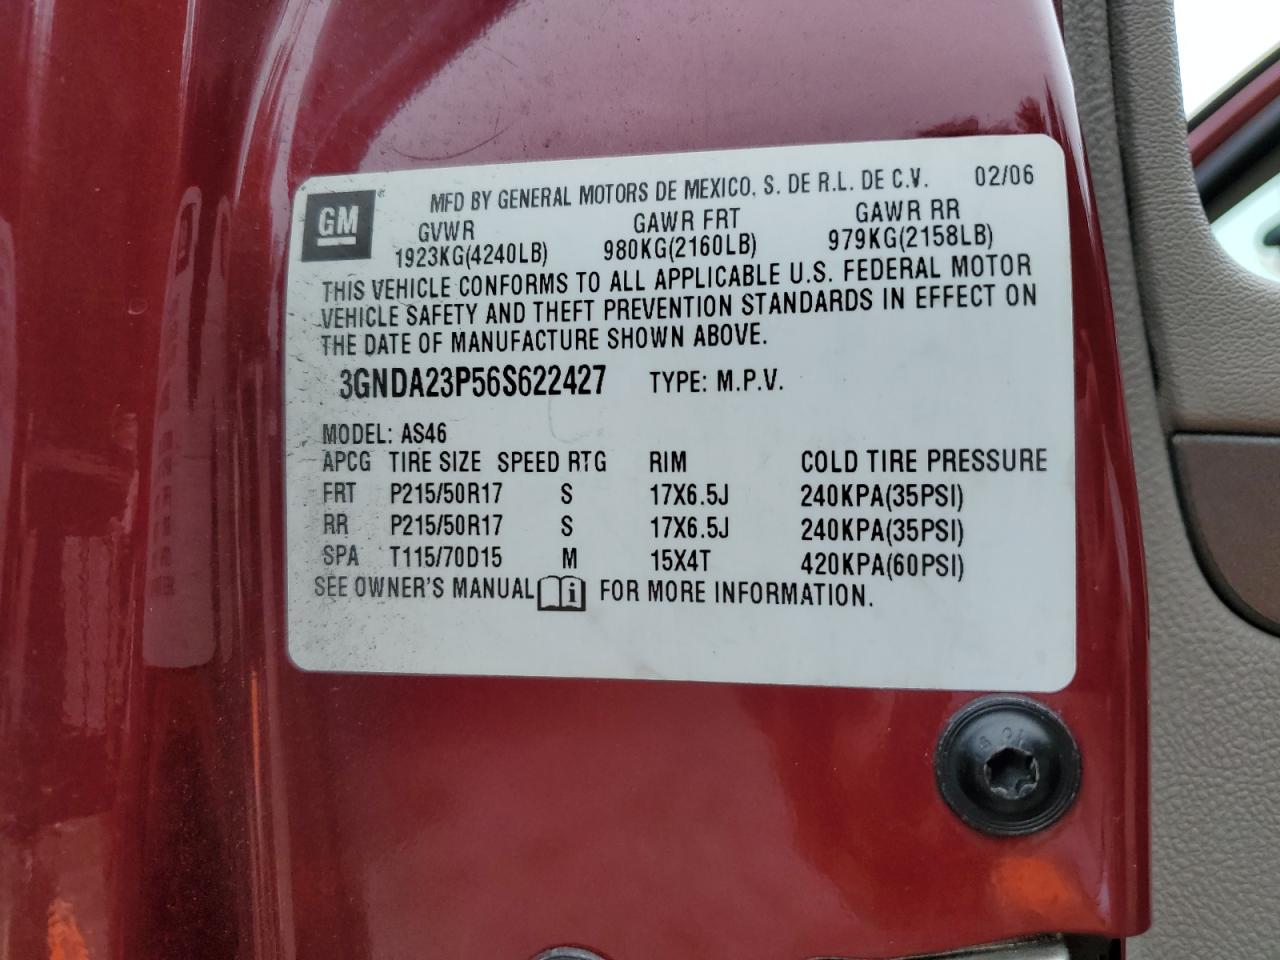 GM
MFD BY GENERAL MOTORS DE MEXICO, S. DE R.L. DE C.V. 02/06
GVWR GAWR FRT GAWR RR
1923KG(4240LB) 980KG(2160LB) 979KG(2158LB)
THIS VEHICLE CONFORMS TO ALL APPLICABLE U.S. FEDERAL MOTOR
VEHICLE SAFETY AND THEFT PREVENTION STANDARDS IN EFFECT ON
THE DATE OF MANUFACTURE SHOWN ABOVE.
3GNDA23P56S622427 TYPE: M.P.V.
MODEL: AS46
APCG TIRE SIZE SPEED RTG RIM COLD TIRE PRESSURE
FRT P215/50R17 S 17X6.5J 240KPA(35PSI)
RR P215/50R17 S 17X6.5J 240KPA(35PSI)
SPA T115/70D15 M 15X4T 420KPA(60PSI)
SEE OWNER'S MANUAL i FOR MORE INFORMATION.